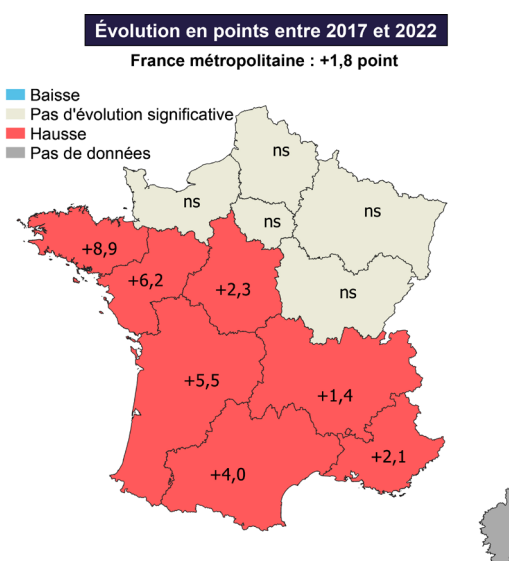 Évolution en points entre 2017 et 2022
France métropolitaine : +1,8 point
Baisse
Pas d'évolution significative
Hausse
Pas de données
ns
ns
ns
ns
+8,9
+6,2
+2,3
ns
+5,5
+1,4
+4,0
+2,1